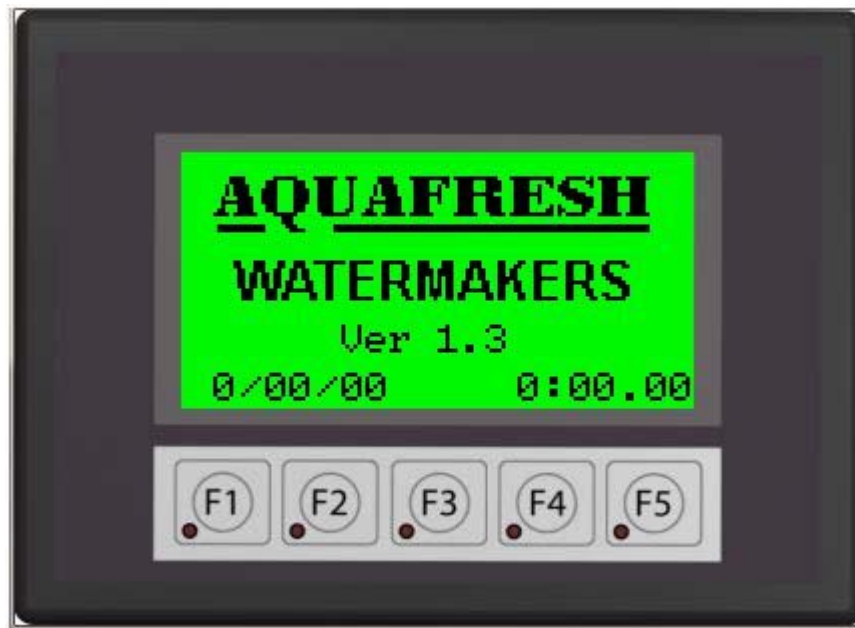 AQUAFRESH
WATERMAKERS
Ver 1.3
0/00/00 0:00.00
F1 F2 F3 F4 F5